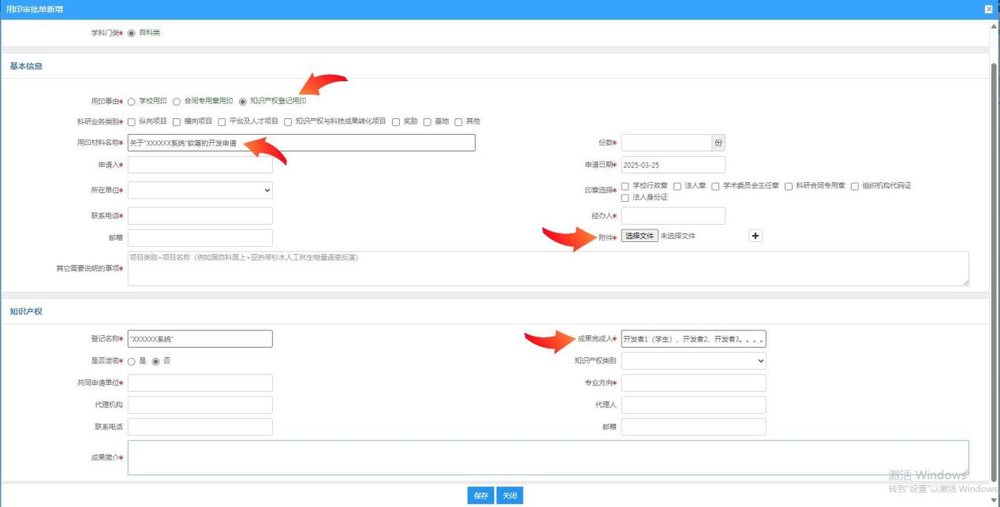 用印审批单新增
学科门类* 自科类
基本信息
用印事由* 学校用印 合同专用章用印 知识产权登记用印
科研业务类别* 纵向项目 横向项目 平台及人才项目 知识产权与科技成果转化项目 奖励 基地 其他
用印材料名称* 关于"XXXXXX系统"软著的开发申请 份数* 份
申请人* 申请日期* 2025-03-25
所在单位* 印章选择* 学校行政章 法人章 学术委员会主任章 科研合同专用章 组织机构代码证
法人身份证
联系电话* 经办人*
邮箱 附件* 选择文件 未选择文件 +
其它需要说明的事项* 项目类别+项目名称（例如国自科面上+亚热带杉木人工林生物量遥感反演）
知识产权
登记名称* "XXXXXX系统" 成果完成人* 开发者1（学生）、开发者2、开发者3。。。。
是否泄密* 是 否 知识产权类别
共同申请单位* 专业方向*
代理机构 代理人
联系电话 邮箱
成果简介*
激活 Windows
转到"设置"以激活 Windows
保存 关闭